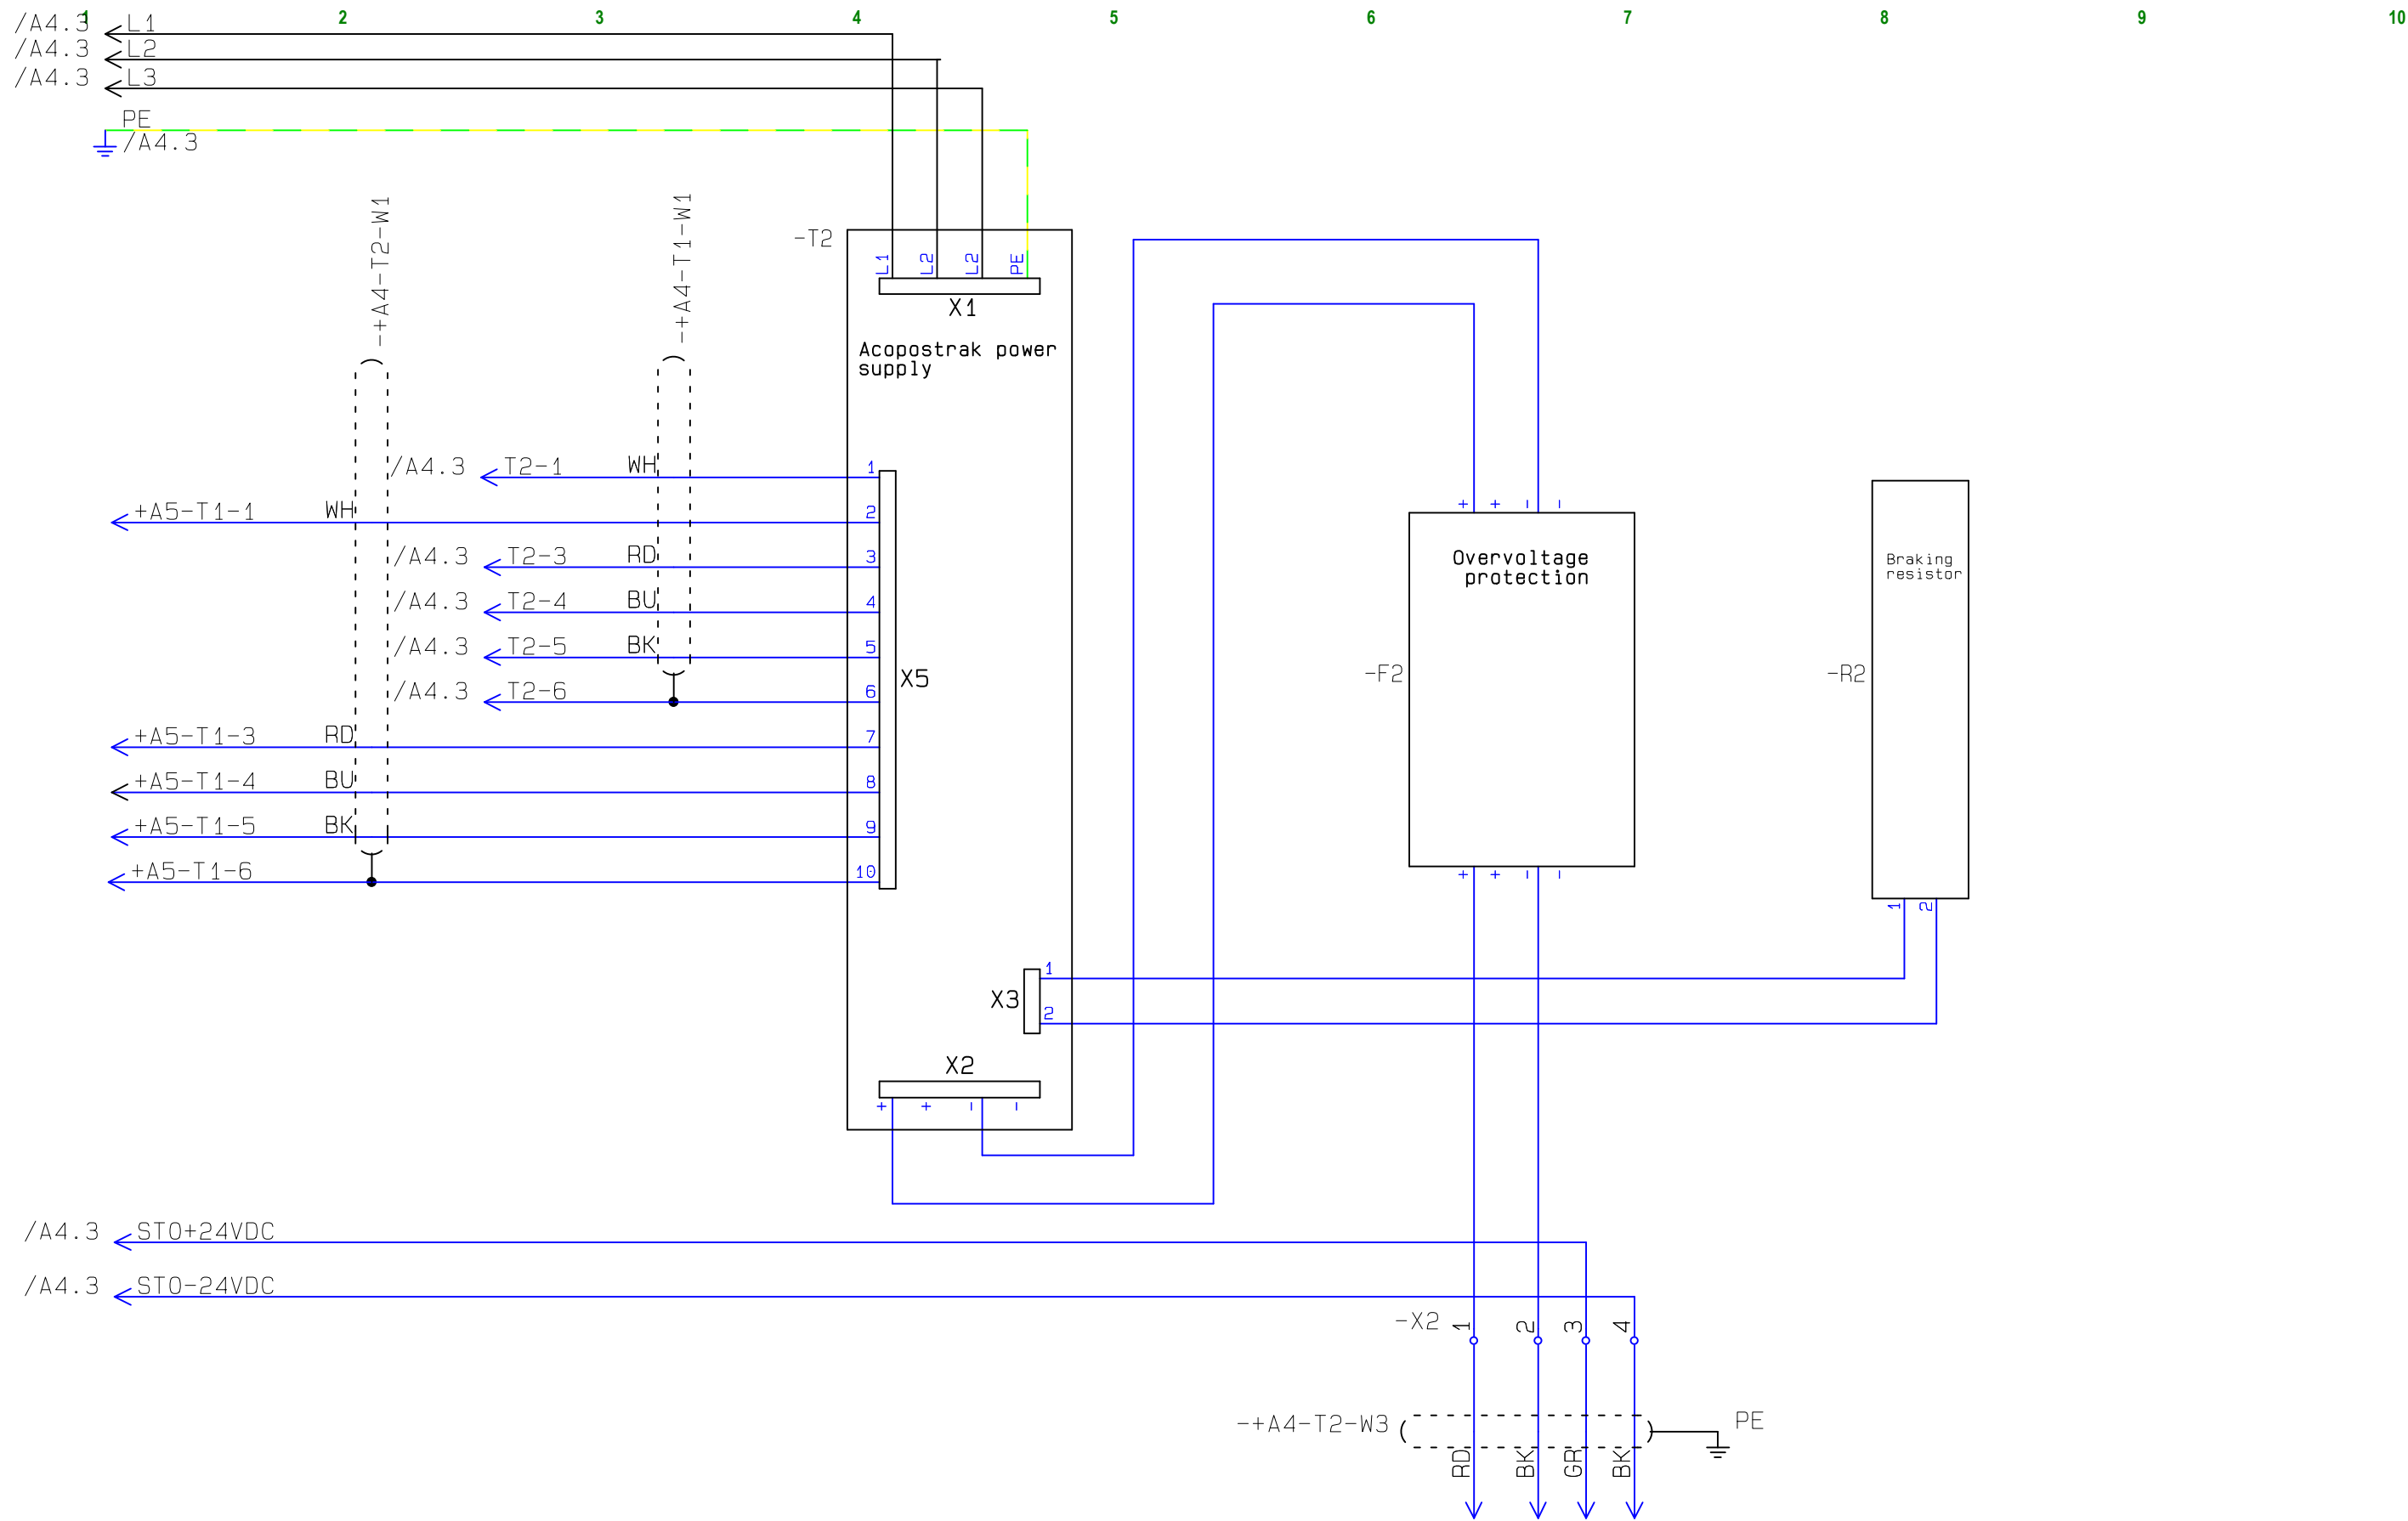 1 2 3 4 5 6 7 8 9 10
/A4.3 L1
/A4.3 L2
/A4.3 L3
PE
/A4.3
-+A4-T2-W1
-+A4-T1-W1
-T2
L1 L2 L2 PE
X1
Acopostrak power
supply
/A4.3 T2-1 WH 1
+A5-T1-1 WH 2
/A4.3 T2-3 RD 3
/A4.3 T2-4 BU 4
/A4.3 T2-5 BK 5
X5
/A4.3 T2-6 6
+A5-T1-3 RD 7
+A5-T1-4 BU 8
+A5-T1-5 BK 9
+A5-T1-6 10
+ + - -
Overvoltage
protection
-F2
+ + - -
Braking
resistor
-R2
1 2
X3
1
2
X2
+ + - -
/A4.3 STO+24VDC
/A4.3 STO-24VDC
-X2 1 2 3 4
-+A4-T2-W3
PE
RD BK GR BK